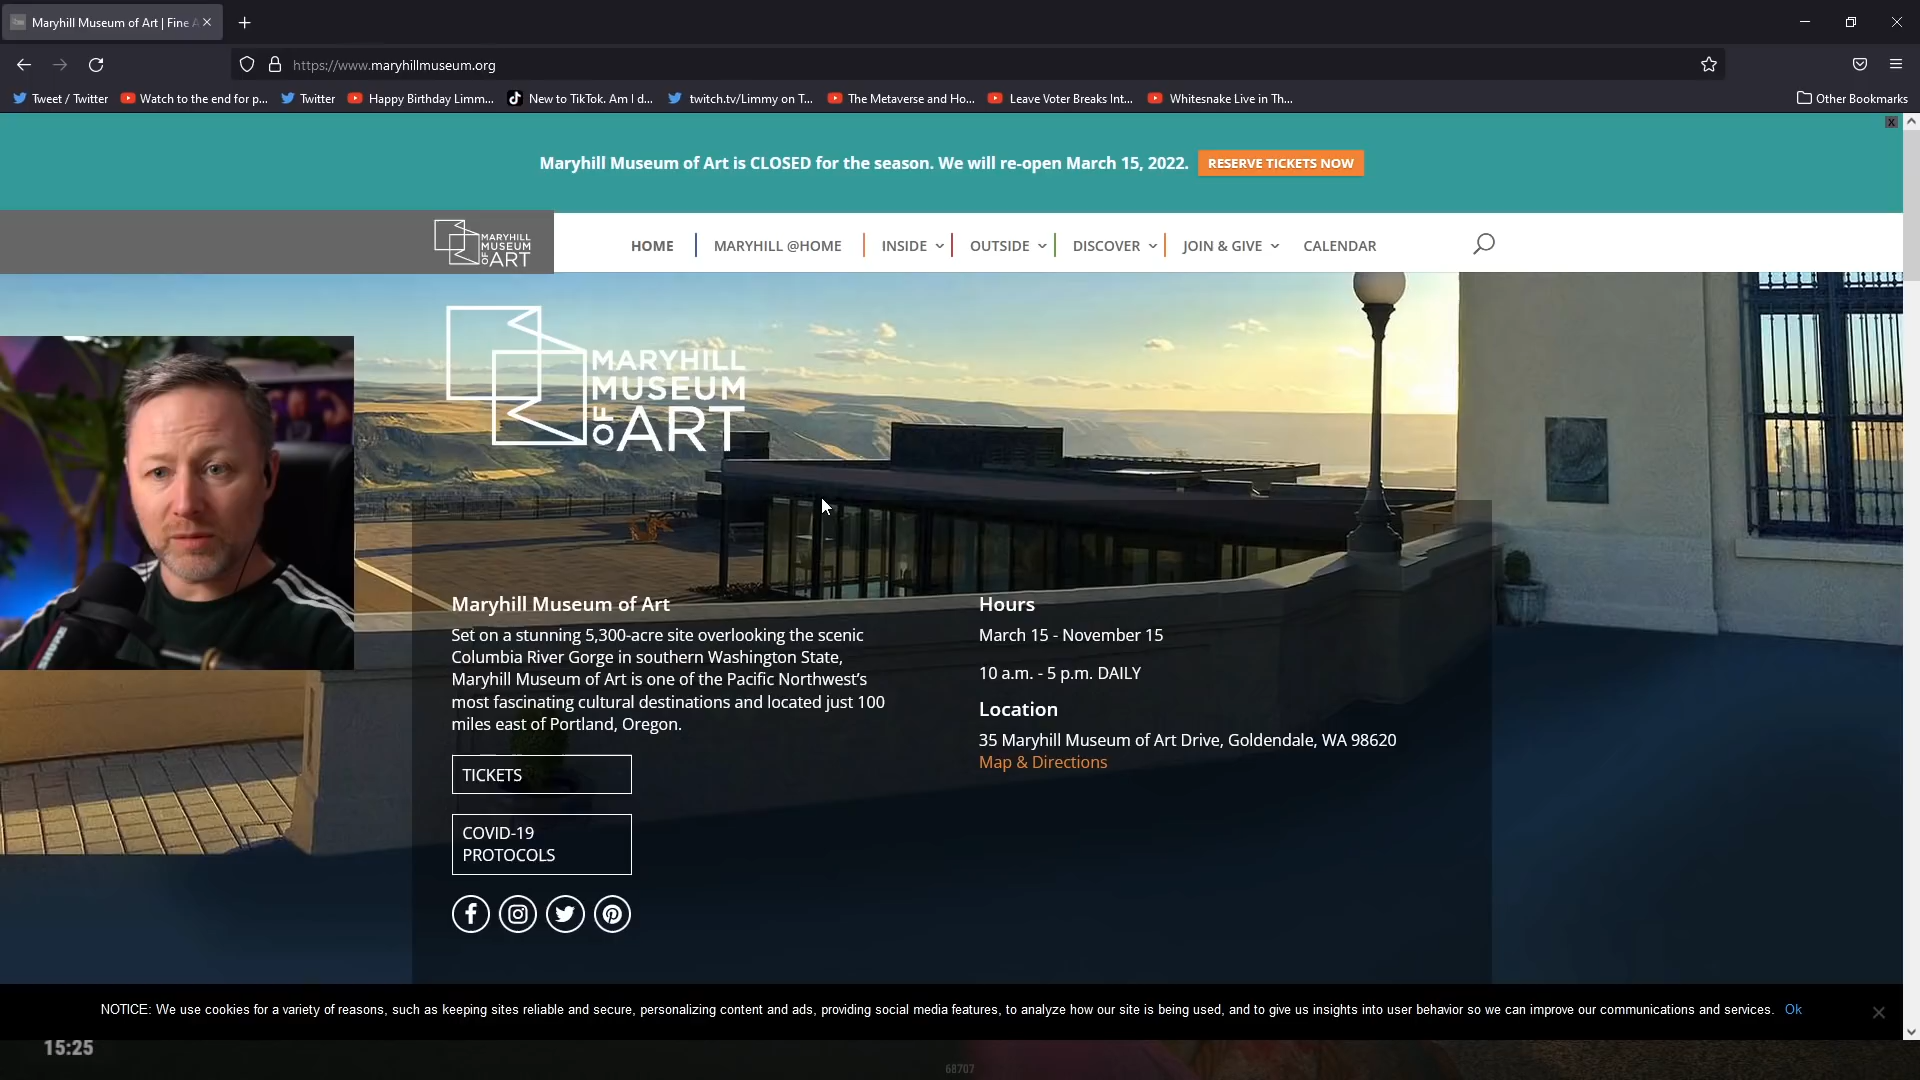 Maryhill Museum of Art | Fine A
https://www.maryhillmuseum.org
Tweet / Twitter
Watch to the end for p...
Twitter
Happy Birthday Limm...
New to TikTok. Am I d...
twitch.tv/Limmy on T...
The Metaverse and Ho...
Leave Voter Breaks Int...
Whitesnake Live in Th...
Other Bookmarks
X
Maryhill Museum of Art is CLOSED for the season. We will re-open March 15, 2022.
RESERVE TICKETS NOW
MARYHILL
MUSEUM
OF ART
HOME
MARYHILL @HOME
INSIDE
OUTSIDE
DISCOVER
JOIN & GIVE
CALENDAR
MARYHILL
MUSEUM
OF ART
Maryhill Museum of Art
Set on a stunning 5,300-acre site overlooking the scenic
Columbia River Gorge in southern Washington State,
Maryhill Museum of Art is one of the Pacific Northwest's
most fascinating cultural destinations and located just 100
miles east of Portland, Oregon.
TICKETS
COVID-19
PROTOCOLS
Hours
March 15 - November 15
10 a.m. - 5 p.m. DAILY
Location
35 Maryhill Museum of Art Drive, Goldendale, WA 98620
Map & Directions
SHURE
NOTICE: We use cookies for a variety of reasons, such as keeping sites reliable and secure, personalizing content and ads, providing social media features, to analyze how our site is being used, and to give us insights into user behavior so we can improve our communications and services. Ok
15:25
68707